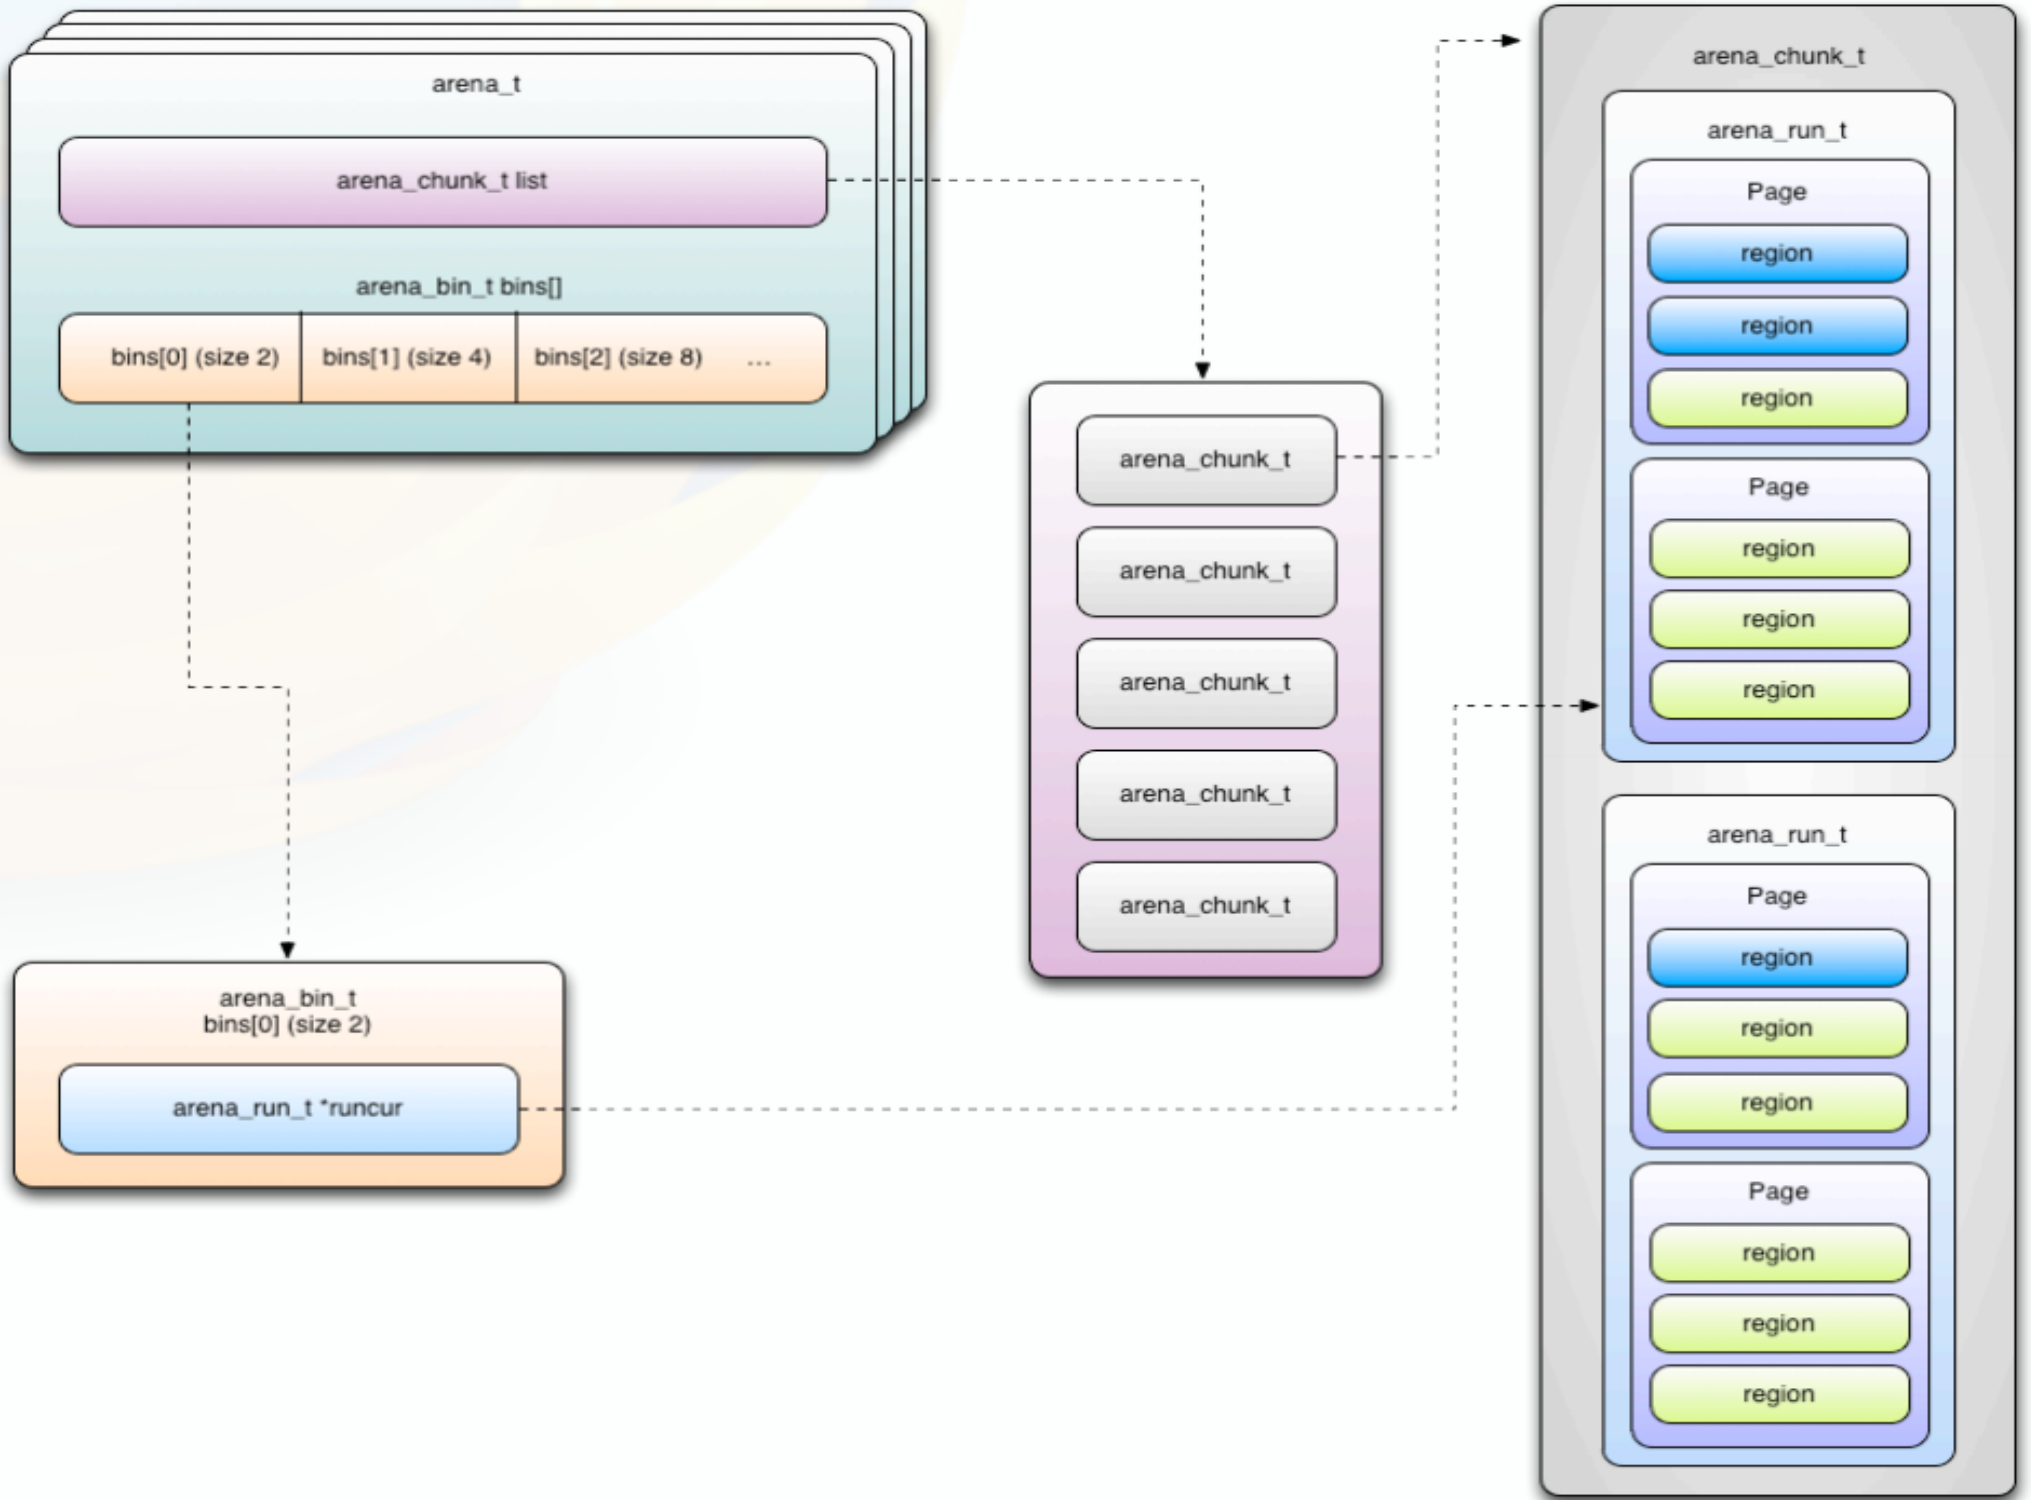 arena_t
arena_chunk_t list
arena_bin_t bins[]
bins[0] (size 2) bins[1] (size 4) bins[2] (size 8) ...
arena_bin_t
bins[0] (size 2)
arena_run_t *runcur
arena_chunk_t
arena_chunk_t
arena_chunk_t
arena_chunk_t
arena_chunk_t
arena_chunk_t
arena_run_t
Page
region
region
region
Page
region
region
region
arena_run_t
Page
region
region
region
Page
region
region
region